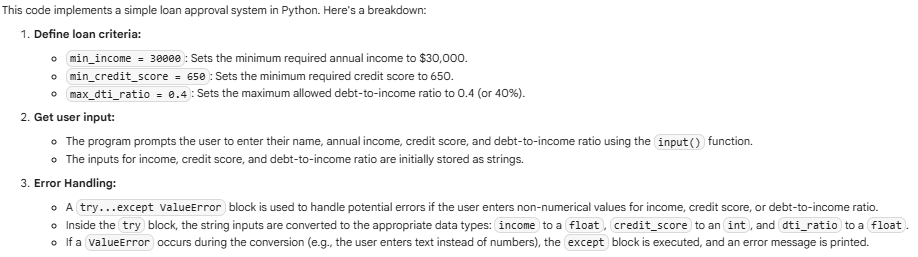 This code implements a simple loan approval system in Python. Here's a breakdown:
1. Define loan criteria:
min_income = 30000 : Sets the minimum required annual income to $30,000.
min_credit_score = 650 : Sets the minimum required credit score to 650.
max_dti_ratio = 0.4 : Sets the maximum allowed debt-to-income ratio to 0.4 (or 40%).
2. Get user input:
The program prompts the user to enter their name, annual income, credit score, and debt-to-income ratio using the input() function.
The inputs for income, credit score, and debt-to-income ratio are initially stored as strings.
3. Error Handling:
A try...except ValueError block is used to handle potential errors if the user enters non-numerical values for income, credit score, or debt-to-income ratio.
Inside the try block, the string inputs are converted to the appropriate data types: income to a float , credit_score to an int , and dti_ratio to a float .
If a ValueError occurs during the conversion (e.g., the user enters text instead of numbers), the except block is executed, and an error message is printed.